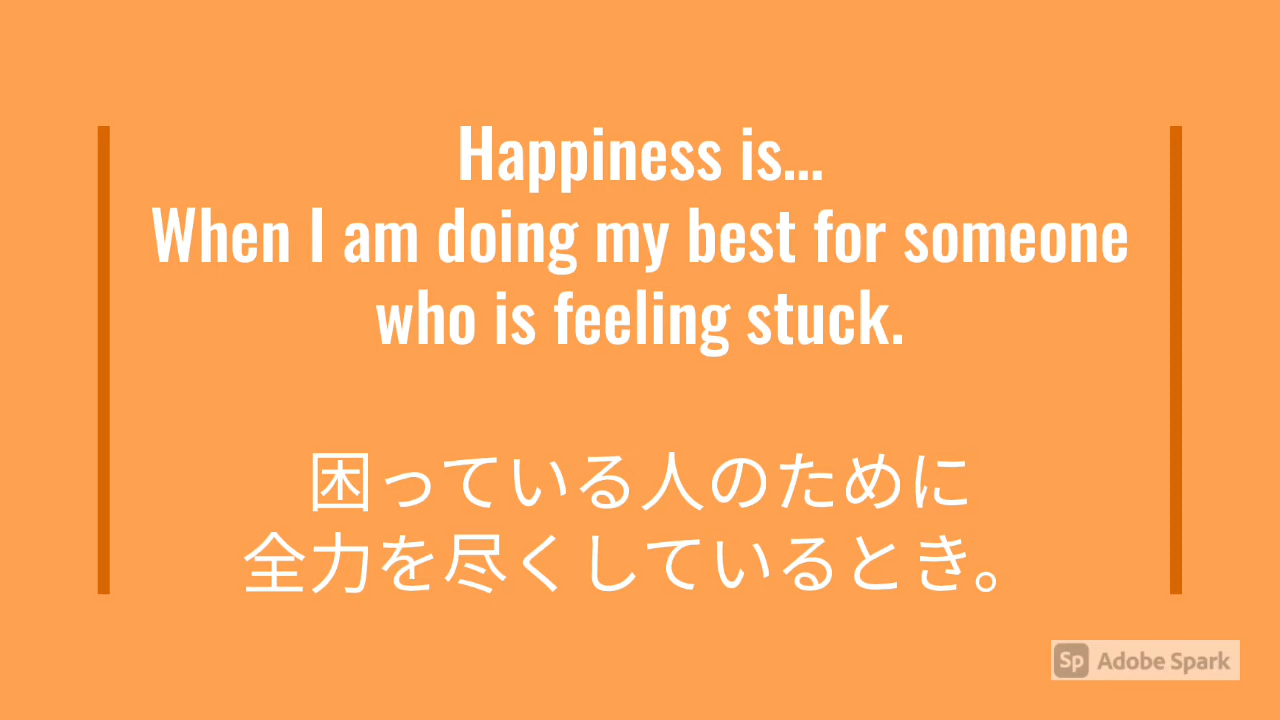 Happiness is...
When I am doing my best for someone
who is feeling stuck.
困っている人のために
全力を尽くしているとき。
Sp Adobe Spark